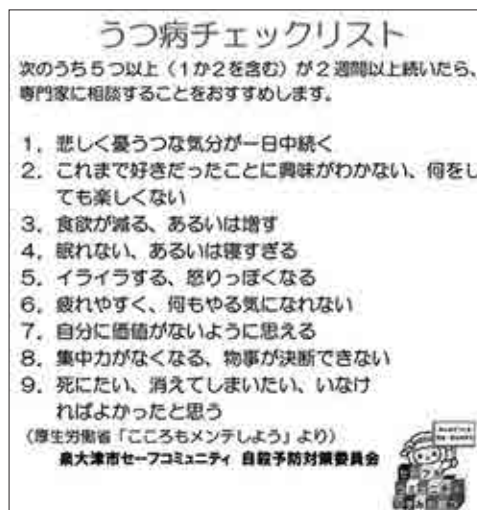 うつ病チェックリスト
次のうち５つ以上（１か２を含む）が２週間以上続いたら、
専門家に相談することをおすすめします。
１．悲しく憂うつな気分が一日中続く
２．これまで好きだったことに興味がわかない、何をし
ても楽しくない
３．食欲が減る、あるいは増す
４．眠れない、あるいは寝すぎる
５．イライラする、怒りっぽくなる
６．疲れやすく、何もやる気になれない
７．自分に価値がないように思える
８．集中力がなくなる、物事が決断できない
９．死にたい、消えてしまいたい、いなけ
ればよかったと思う
（厚生労働省「こころもメンテしよう」より）
泉大津市セーフコミュニティ 自殺予防対策委員会